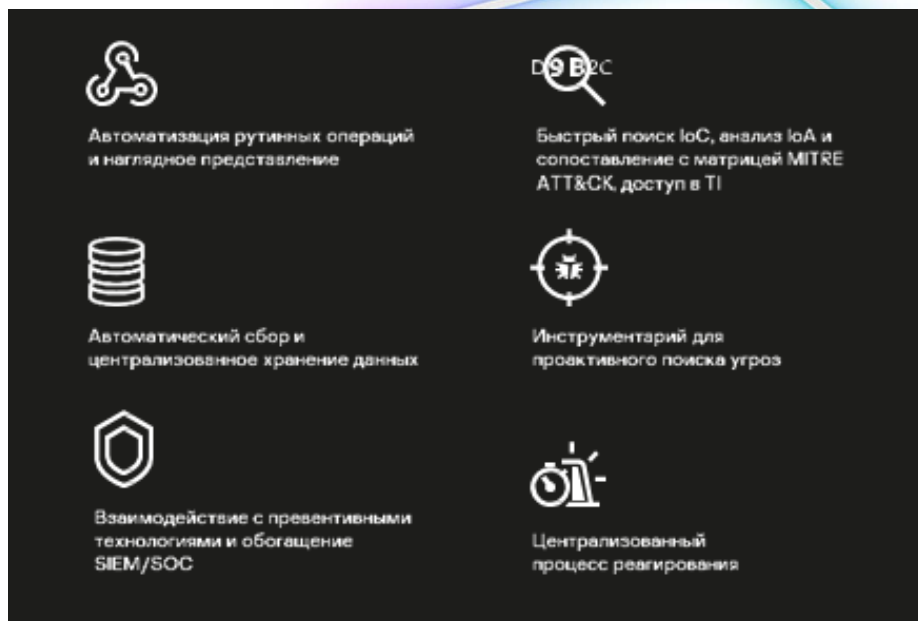 Автоматизация рутинных операций
и наглядное представление
D9B2C
Быстрый поиск IoC, анализ IoA и
сопоставление с матрицей MITRE
ATT&CK, доступ в TI
Автоматический сбор и
централизованное хранение данных
Инструментарий для
проактивного поиска угроз
Взаимодействие с превентивными
технологиями и обогащение
SIEM/SOC
Централизованный
процесс реагирования